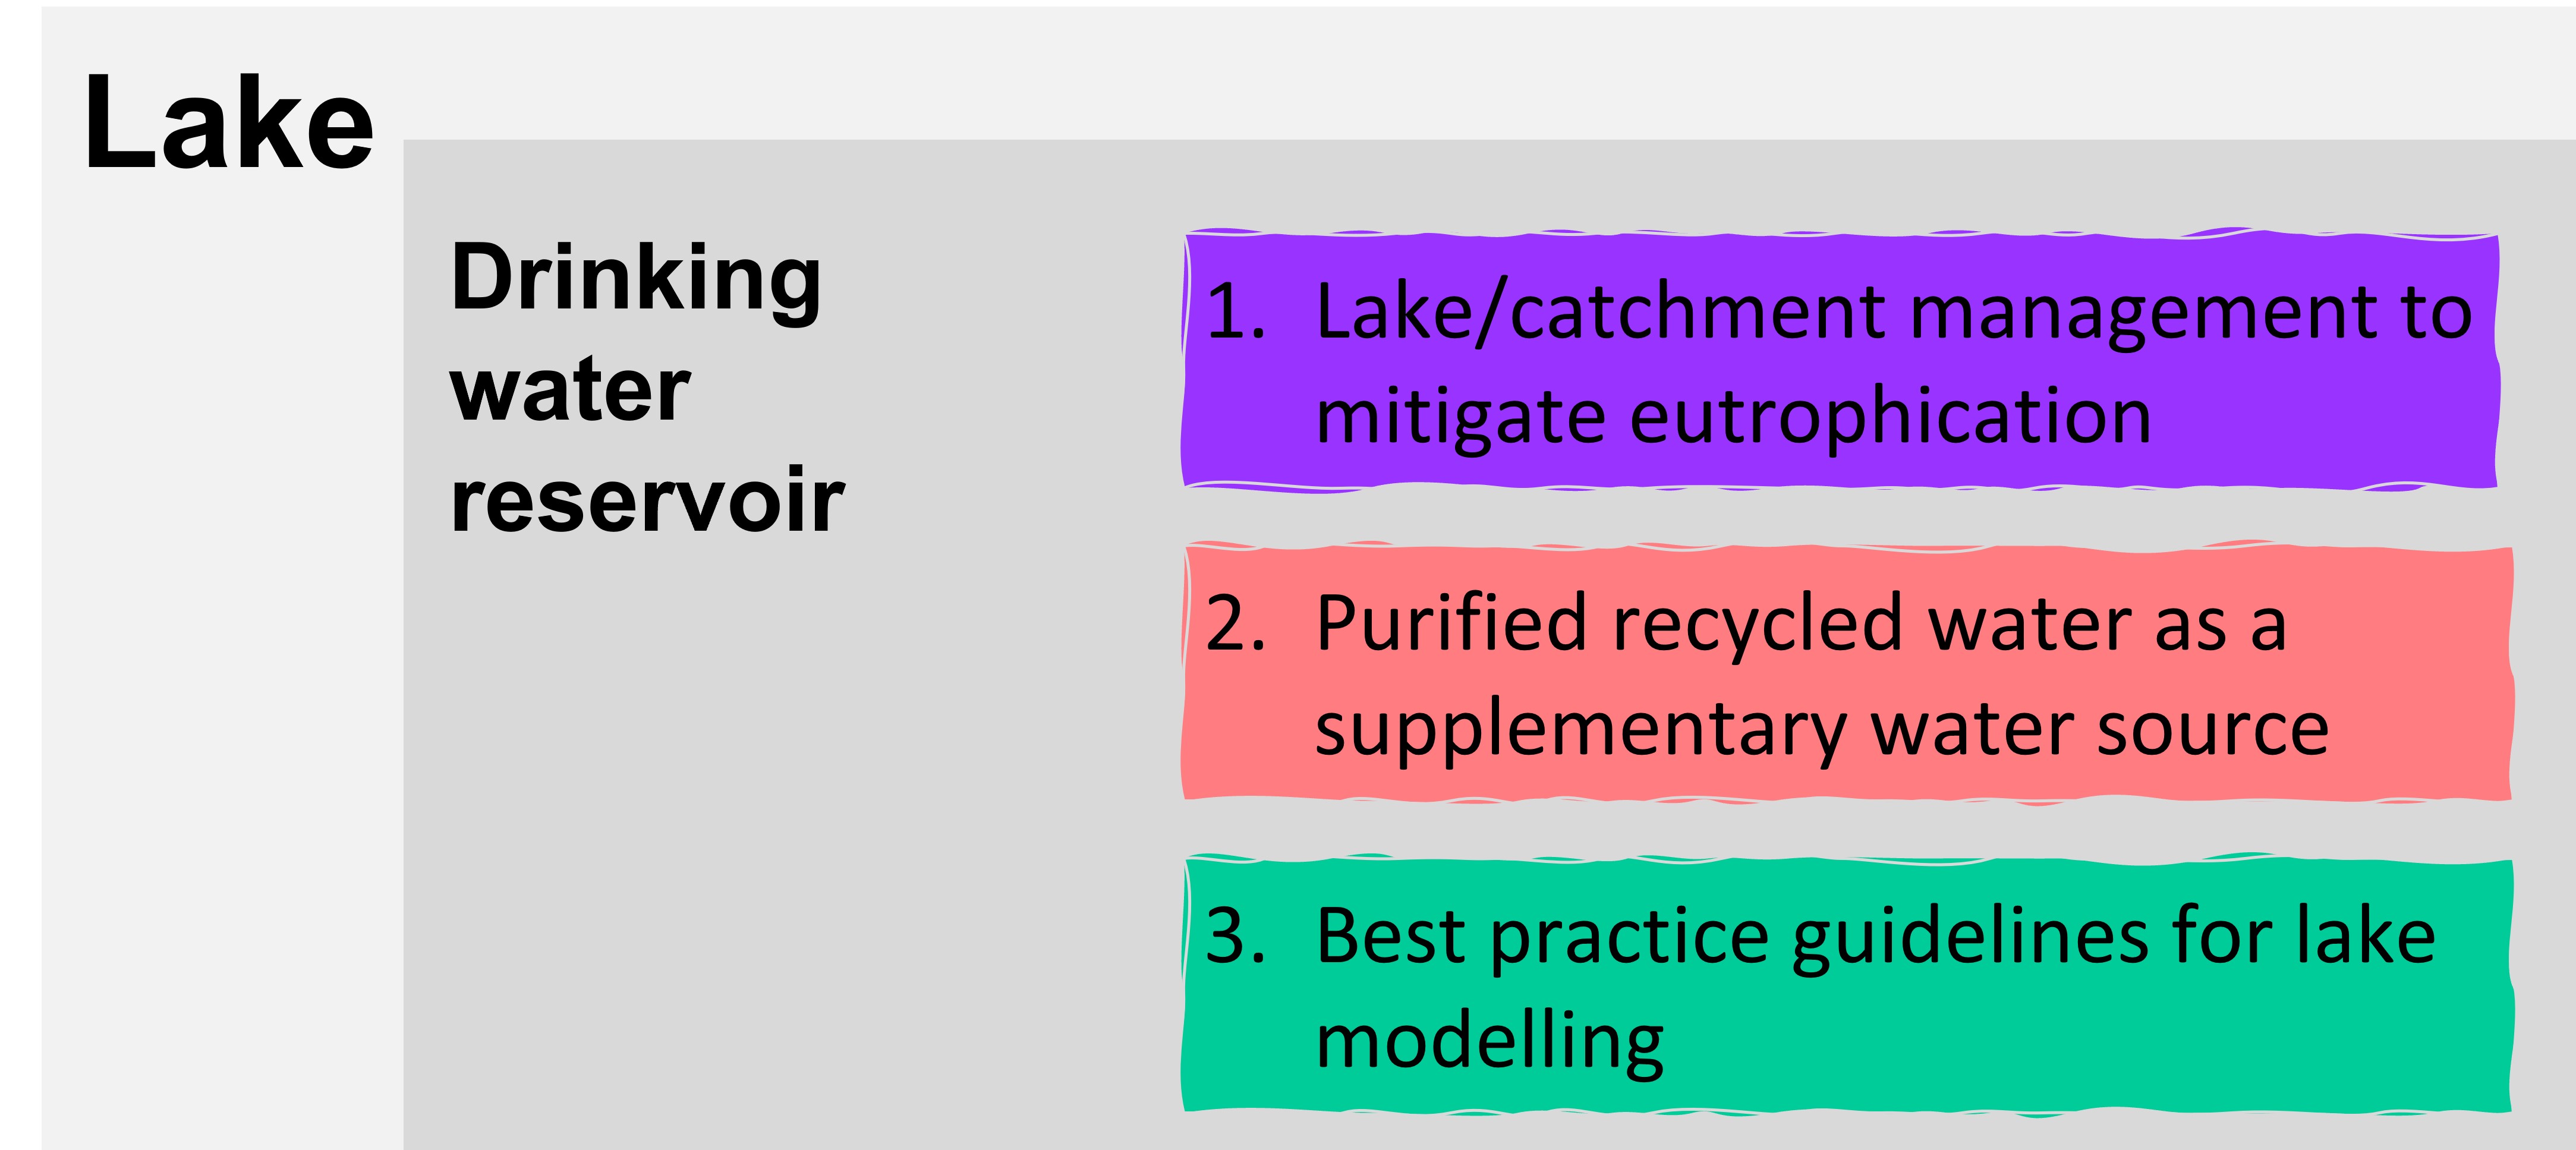 Lake
Drinking
water
reservoir
1. Lake/catchment management to
mitigate eutrophication
2. Purified recycled water as a
supplementary water source
3. Best practice guidelines for lake
modelling